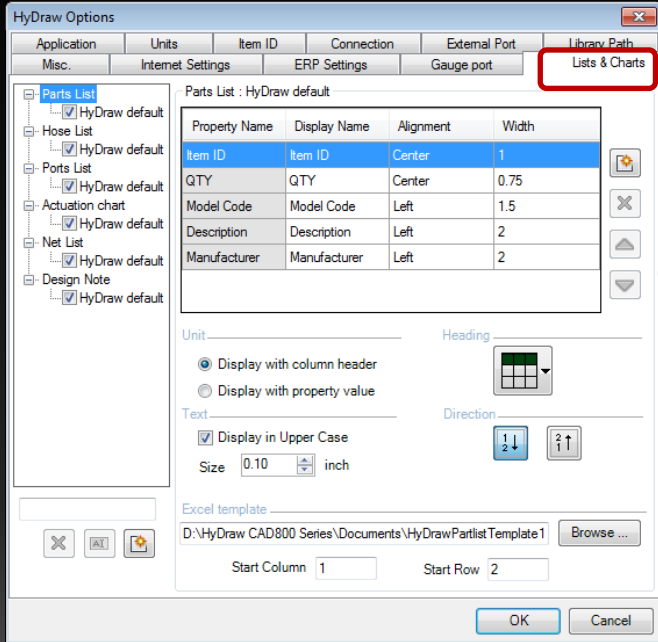 HyDraw Options
Application Units Item ID Connection External Port Library Path
Misc. Internet Settings ERP Settings Gauge port Lists & Charts
Parts List
HyDraw default
Hose List
HyDraw default
Ports List
HyDraw default
Actuation chart
HyDraw default
Net List
HyDraw default
Design Note
HyDraw default
Parts List : HyDraw default
Property Name Display Name Alignment Width
Item ID Item ID Center 1
QTY QTY Center 0.75
Model Code Model Code Left 1.5
Description Description Left 2
Manufacturer Manufacturer Left 2
Unit Heading
Display with column header
Display with property value
Text Direction
Display in Upper Case
1 2 2 1
Size 0.10 inch
Excel template
D:\HyDraw CAD800 Series\Documents\HyDrawPartlistTemplate1 Browse ...
AI
Start Column 1 Start Row 2
OK Cancel